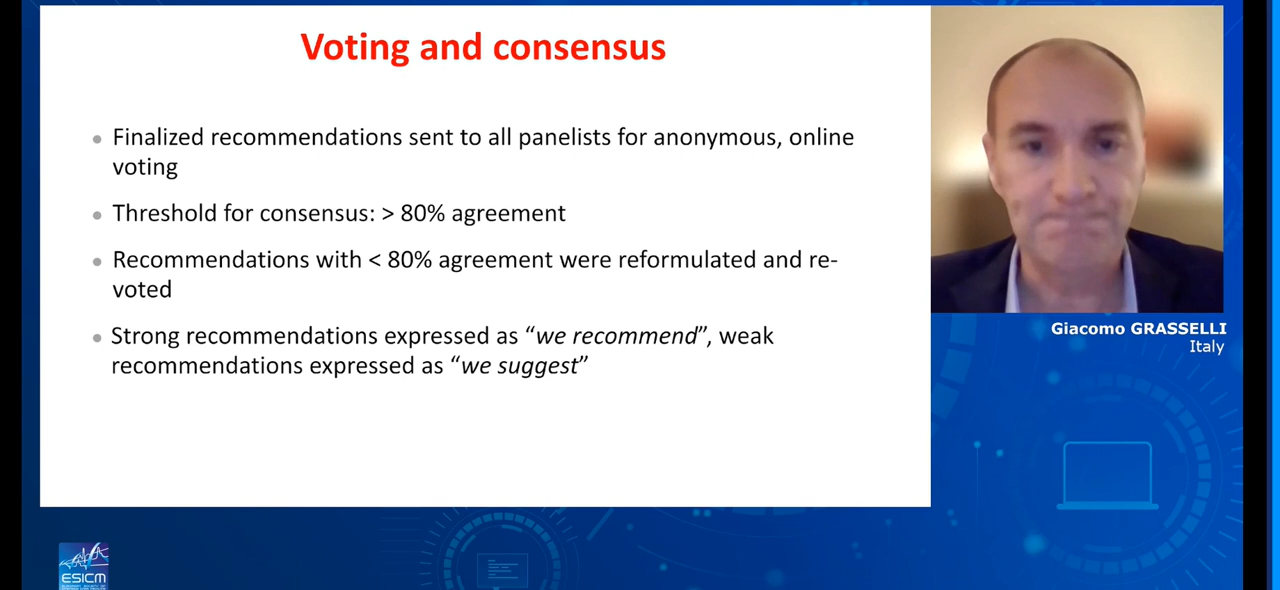 Voting and consensus
Finalized recommendations sent to all panelists for anonymous, online
voting
Threshold for consensus: > 80% agreement
Recommendations with < 80% agreement were reformulated and re-
voted
Strong recommendations expressed as “we recommend”, weak
recommendations expressed as “we suggest”
Giacomo GRASSELLI
Italy
ESICM